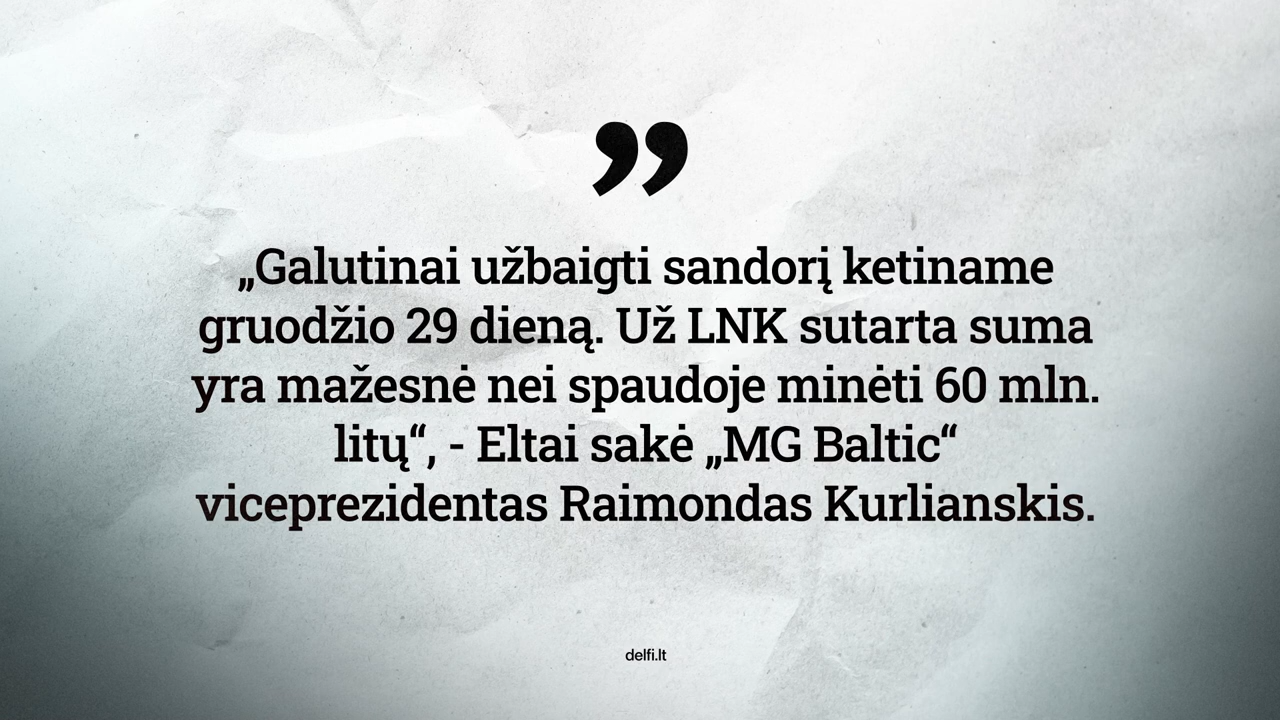 ”
„Galutinai užbaigti sandorį ketiname
gruodžio 29 dieną. Už LNK sutarta suma
yra mažesnė nei spaudoje minėti 60 mln.
litų“, - Eltai sakė „MG Baltic“
viceprezidentas Raimondas Kurlianskis.
delfi.lt